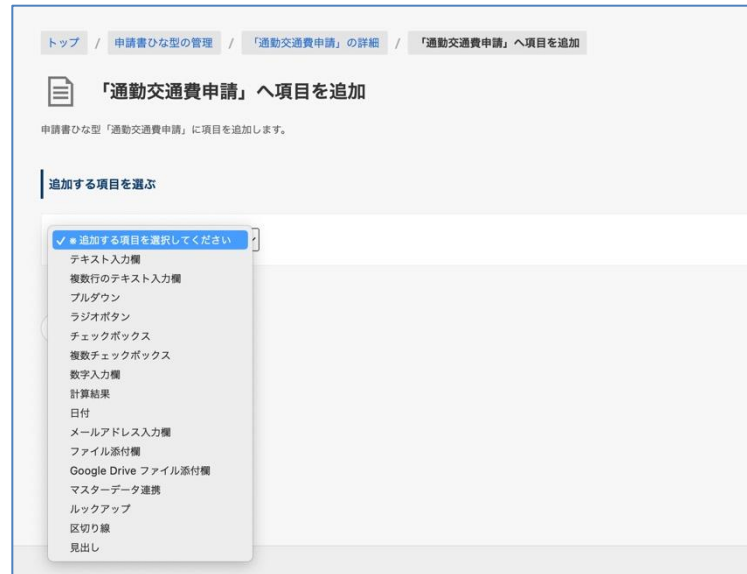 トップ / 申請書ひな型の管理 / 「通勤交通費申請」の詳細 / 「通勤交通費申請」へ項目を追加
「通勤交通費申請」へ項目を追加
申請書ひな型「通勤交通費申請」に項目を追加します。
追加する項目を選ぶ
✓ ※ 追加する項目を選択してください
テキスト入力欄
複数行のテキスト入力欄
プルダウン
ラジオボタン
チェックボックス
複数チェックボックス
数字入力欄
計算結果
日付
メールアドレス入力欄
ファイル添付欄
Google Drive ファイル添付欄
マスターデータ連携
ルックアップ
区切り線
見出し